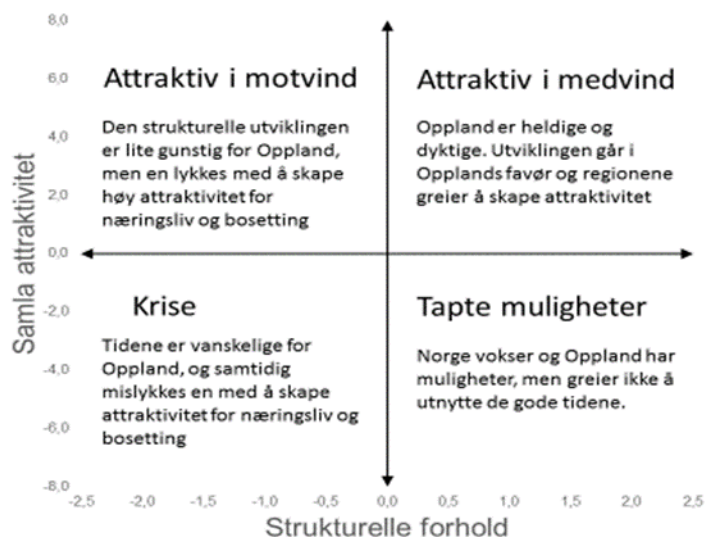 8,0
6,0
4,0
2,0
0,0
-2,0
-4,0
-6,0
-8,0
Samla attraktivitet
Attraktiv i motvind
Den strukturelle utviklingen
er lite gunstig for Oppland,
men en lykkes med å skape
høy attraktivitet for
næringsliv og bosetting
Attraktiv i medvind
Oppland er heldige og
dyktige. Utviklingen går i
Opplands favør og regionene
greier å skape attraktivitet
Krise
Tidene er vanskelige for
Oppland, og samtidig
mislykkes en med å skape
attraktivitet for næringsliv og
bosetting
Tapte muligheter
Norge vokser og Oppland har
muligheter, men greier ikke å
utnytte de gode tidene.
-2,5 -2,0 -1,5 -1,0 -0,5 0,0 0,5 1,0 1,5 2,0 2,5
Strukturelle forhold